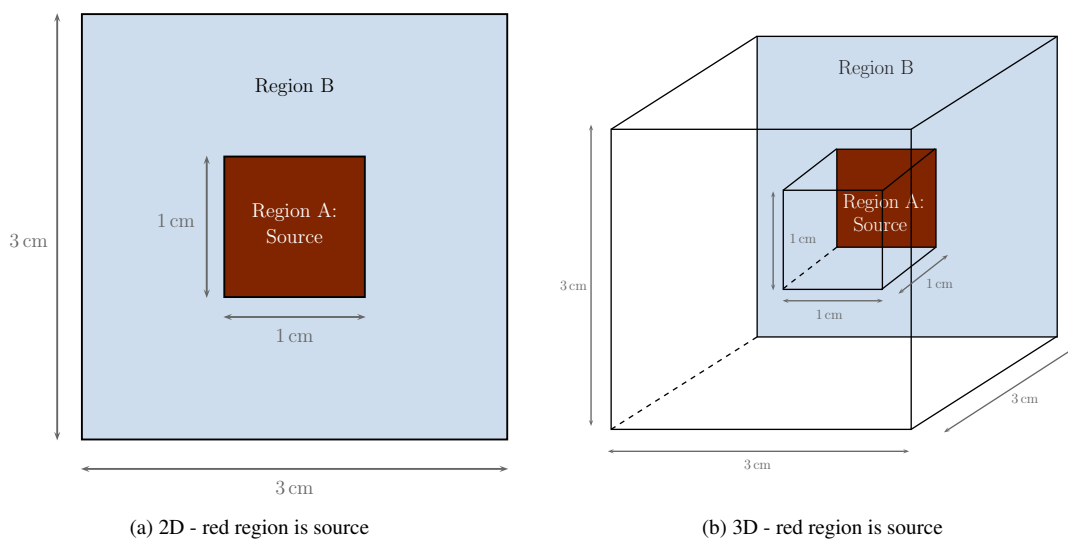 Region B
Region A:
Source
1 cm
3 cm
1 cm
3 cm
(a) 2D - red region is source
Region B
Region A:
Source
1 cm
1 cm
1 cm
3 cm
3 cm
3 cm
(b) 3D - red region is source